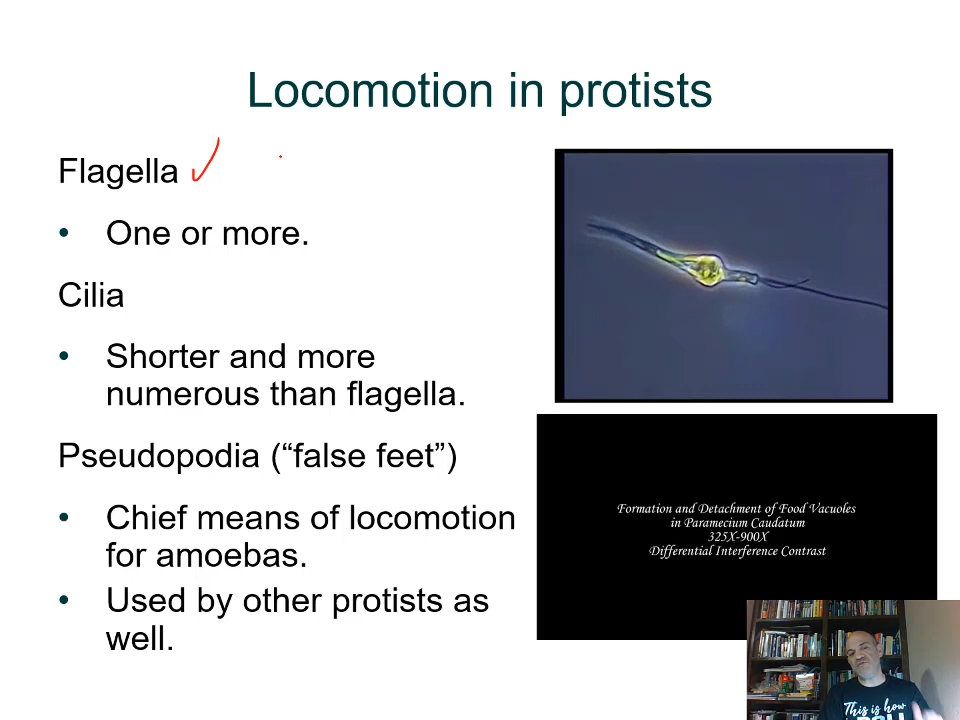 Locomotion in protists
Flagella
• One or more.
Cilia
• Shorter and more
numerous than flagella.
Pseudopodia (“false feet”)
• Chief means of locomotion
for amoebas.
• Used by other protists as
well.
Formation and Detachment of Food Vacuoles
in Paramecium Caudatum
325X-900X
Differential Interference Contrast
This is how